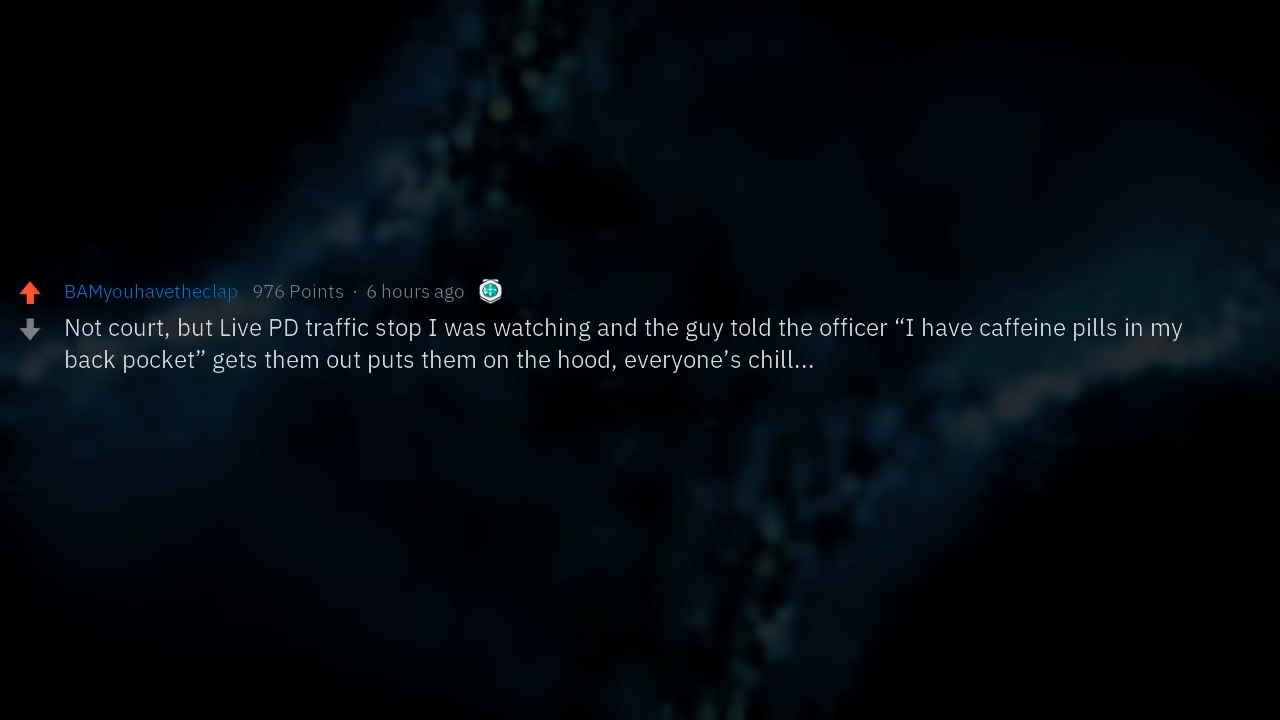 BAMyouhavetheclap 976 Points · 6 hours ago
Not court, but Live PD traffic stop I was watching and the guy told the officer “I have caffeine pills in my
back pocket” gets them out puts them on the hood, everyone’s chill...